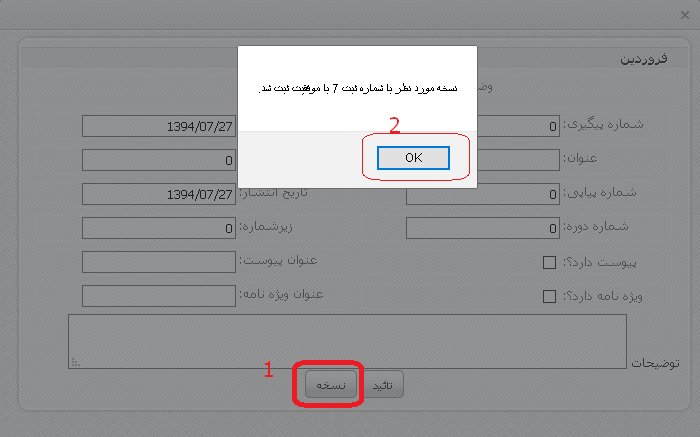 ×
فروردین
وض
نسخه مورد نظر با شماره ثبت 7 با موفقیت ثبت شد.
2
OK
شماره پیگیری: 0 1394/07/27
عنوان: 0
شماره پیاپی: 0 تاریخ انتشار: 1394/07/27
شماره دوره: 0 زیرشماره: 0
پیوست دارد؟: عنوان پیوست:
ویژه نامه دارد؟: عنوان ویژه نامه:
توضیحات
1
تائید نسخه